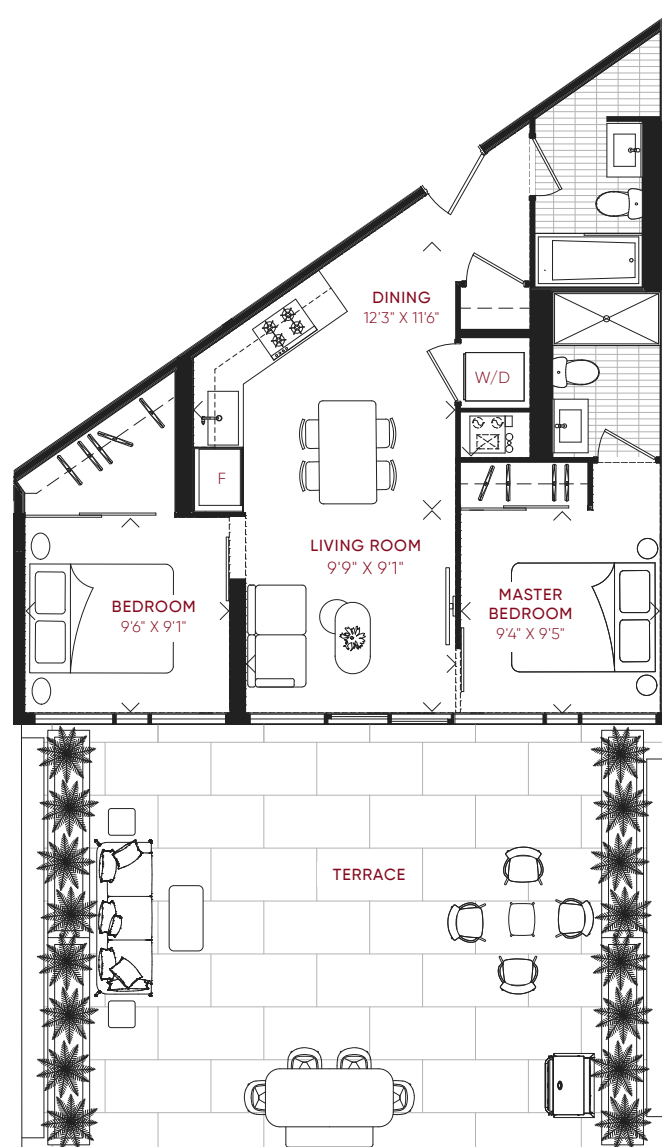 DINING
12'3" X 11'6"
W/D
F
LIVING ROOM
9'9" X 9'1"
BEDROOM
9'6" X 9'1"
MASTER
BEDROOM
9'4" X 9'5"
TERRACE